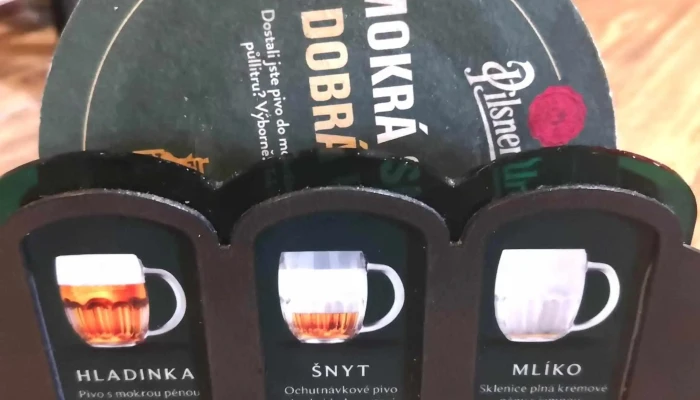 MOKRÁ
DOBRÁ
Dostali jste pivo do
půllitru? Výborně!
Pilsner
HLADINKA
Pivo s mokrou pěnou
ŠNYT
Ochutnávkové pivo
MLÍKO
Sklenice plná krémové